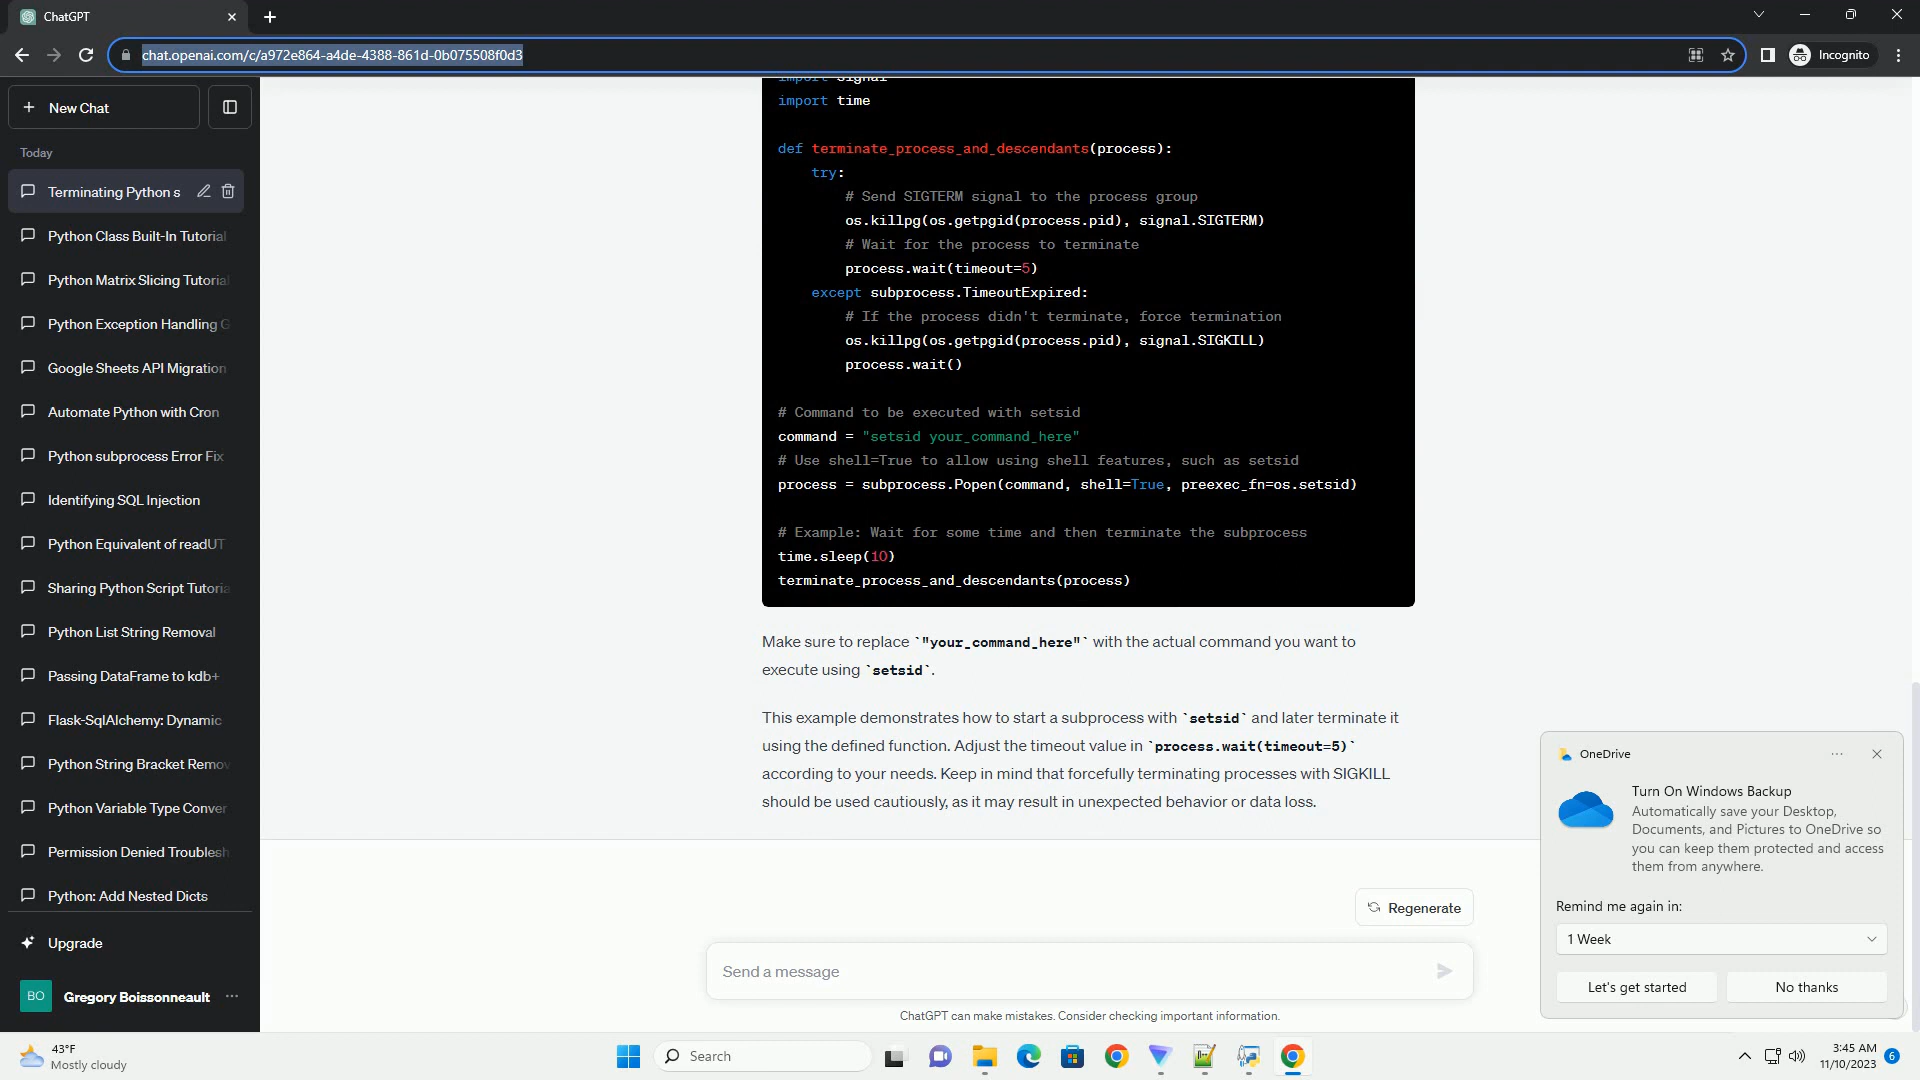 ChatGPT
chat.openai.com/c/a972e864-a4de-4388-861d-0b075508f0d3
Incognito
New Chat
Today
Terminating Python s
Python Class Built-In Tutorial
Python Matrix Slicing Tutorial
Python Exception Handling G
Google Sheets API Migration
Automate Python with Cron
Python subprocess Error Fix
Identifying SQL Injection
Python Equivalent of readUT
Sharing Python Script Tutoria
Python List String Removal
Passing DataFrame to kdb+
Flask-SqlAlchemy: Dynamic
Python String Bracket Remov
Python Variable Type Conver
Permission Denied Troublesh
Python: Add Nested Dicts
Upgrade
BO Gregory Boissonneault
import signal
import time
def terminate_process_and_descendants(process):
try:
# Send SIGTERM signal to the process group
os.killpg(os.getpgid(process.pid), signal.SIGTERM)
# Wait for the process to terminate
process.wait(timeout=5)
except subprocess.TimeoutExpired:
# If the process didn't terminate, force termination
os.killpg(os.getpgid(process.pid), signal.SIGKILL)
process.wait()
# Command to be executed with setsid
command = "setsid your_command_here"
# Use shell=True to allow using shell features, such as setsid
process = subprocess.Popen(command, shell=True, preexec_fn=os.setsid)
# Example: Wait for some time and then terminate the subprocess
time.sleep(10)
terminate_process_and_descendants(process)
Make sure to replace `"your_command_here"` with the actual command you want to
execute using `setsid`.
This example demonstrates how to start a subprocess with `setsid` and later terminate it
using the defined function. Adjust the timeout value in `process.wait(timeout=5)`
according to your needs. Keep in mind that forcefully terminating processes with SIGKILL
should be used cautiously, as it may result in unexpected behavior or data loss.
Regenerate
Send a message
ChatGPT can make mistakes. Consider checking important information.
OneDrive
Turn On Windows Backup
Automatically save your Desktop,
Documents, and Pictures to OneDrive so
you can keep them protected and access
them from anywhere.
Remind me again in:
1 Week
Let's get started
No thanks
43°F
Mostly cloudy
Search
3:45 AM
11/10/2023
6